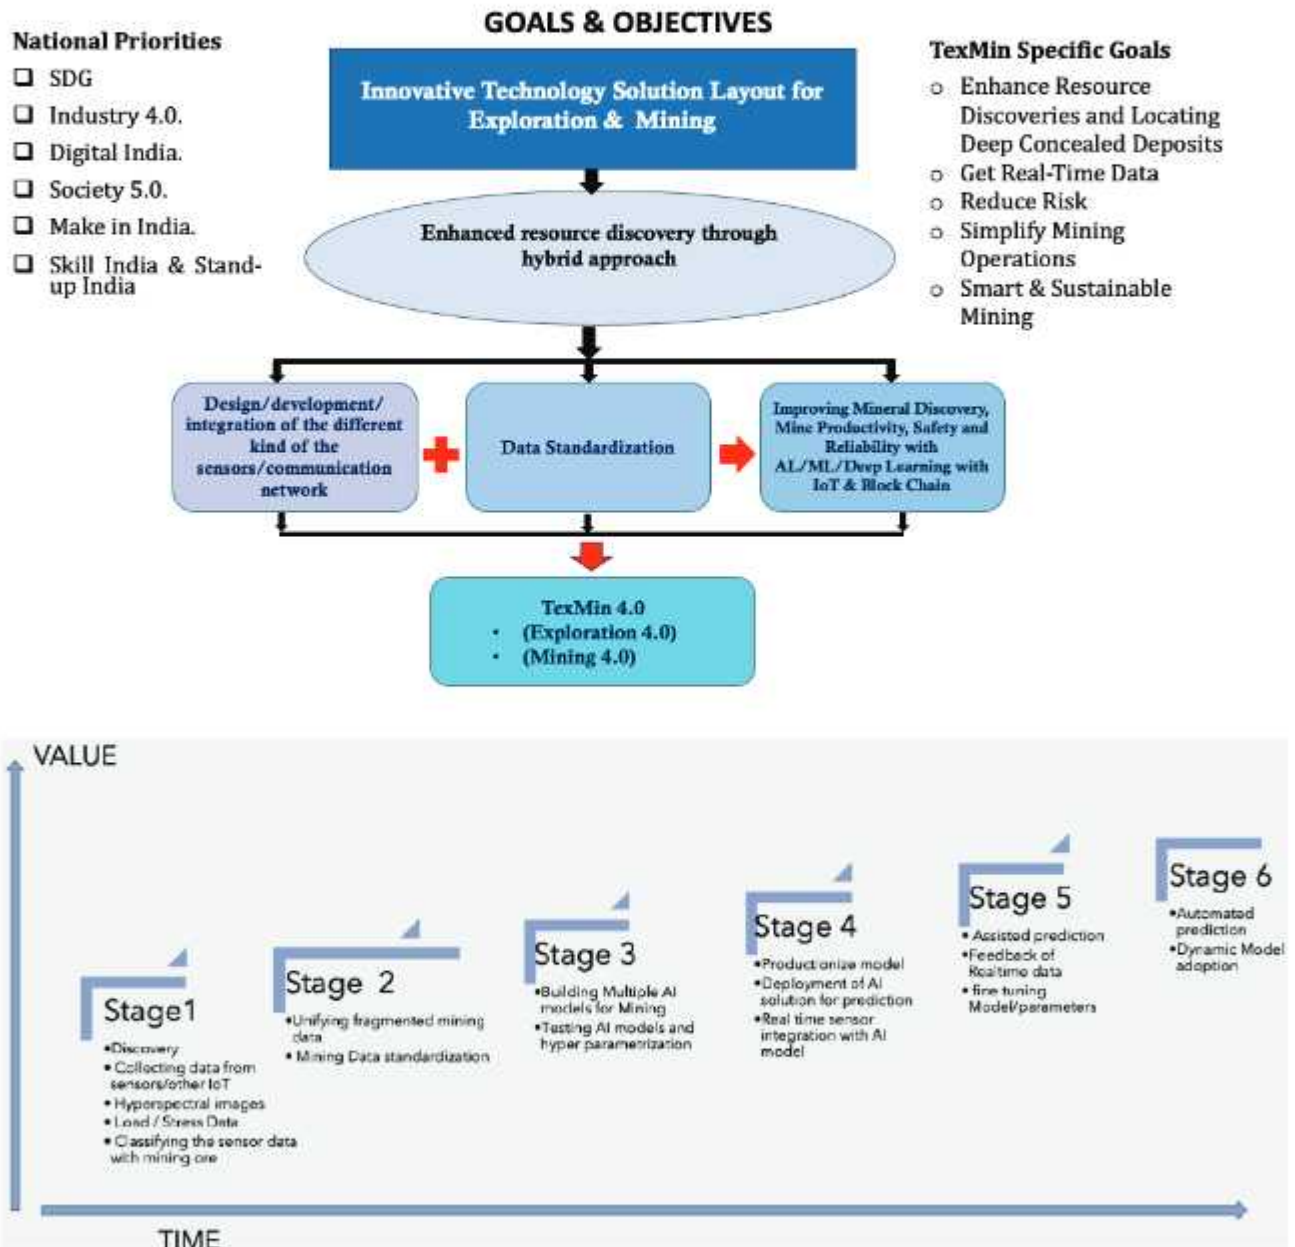 GOALS & OBJECTIVES
National Priorities
❑ SDG
❑ Industry 4.0.
❑ Digital India.
❑ Society 5.0.
❑ Make in India.
❑ Skill India & Stand-
up India
Innovative Technology Solution Layout for
Exploration & Mining
Enhanced resource discovery through
hybrid approach
TexMin Specific Goals
o Enhance Resource
Discoveries and Locating
Deep Concealed Deposits
o Get Real-Time Data
o Reduce Risk
o Simplify Mining
Operations
o Smart & Sustainable
Mining
Design/development/
integration of the different
kind of the
sensors/communication
network
Data Standardization
Improving Mineral Discovery,
Mine Productivity, Safety and
Reliability with
AL/ML/Deep Learning with
IoT & Block Chain
TexMin 4.0
• (Exploration 4.0)
• (Mining 4.0)
VALUE
Stage1
•Discovery
• Collecting data from
sensors/other IoT
• Hyperspectral images
• Load / Stress Data
• Classifying the sensor data
with mining ore
Stage 2
•Unifying fragmented mining
data
• Mining Data standardization
Stage 3
•Building Multiple AI
models for Mining
•Testing AI models and
hyper parametrization
Stage 4
•Productionize model
•Deployment of AI
solution for prediction
•Real time sensor
integration with AI
model
Stage 5
• Assisted prediction
•Feedback of
Realtime data
• fine tuning
Model/parameters
Stage 6
•Automated
prediction
•Dynamic Model
adoption
TIME